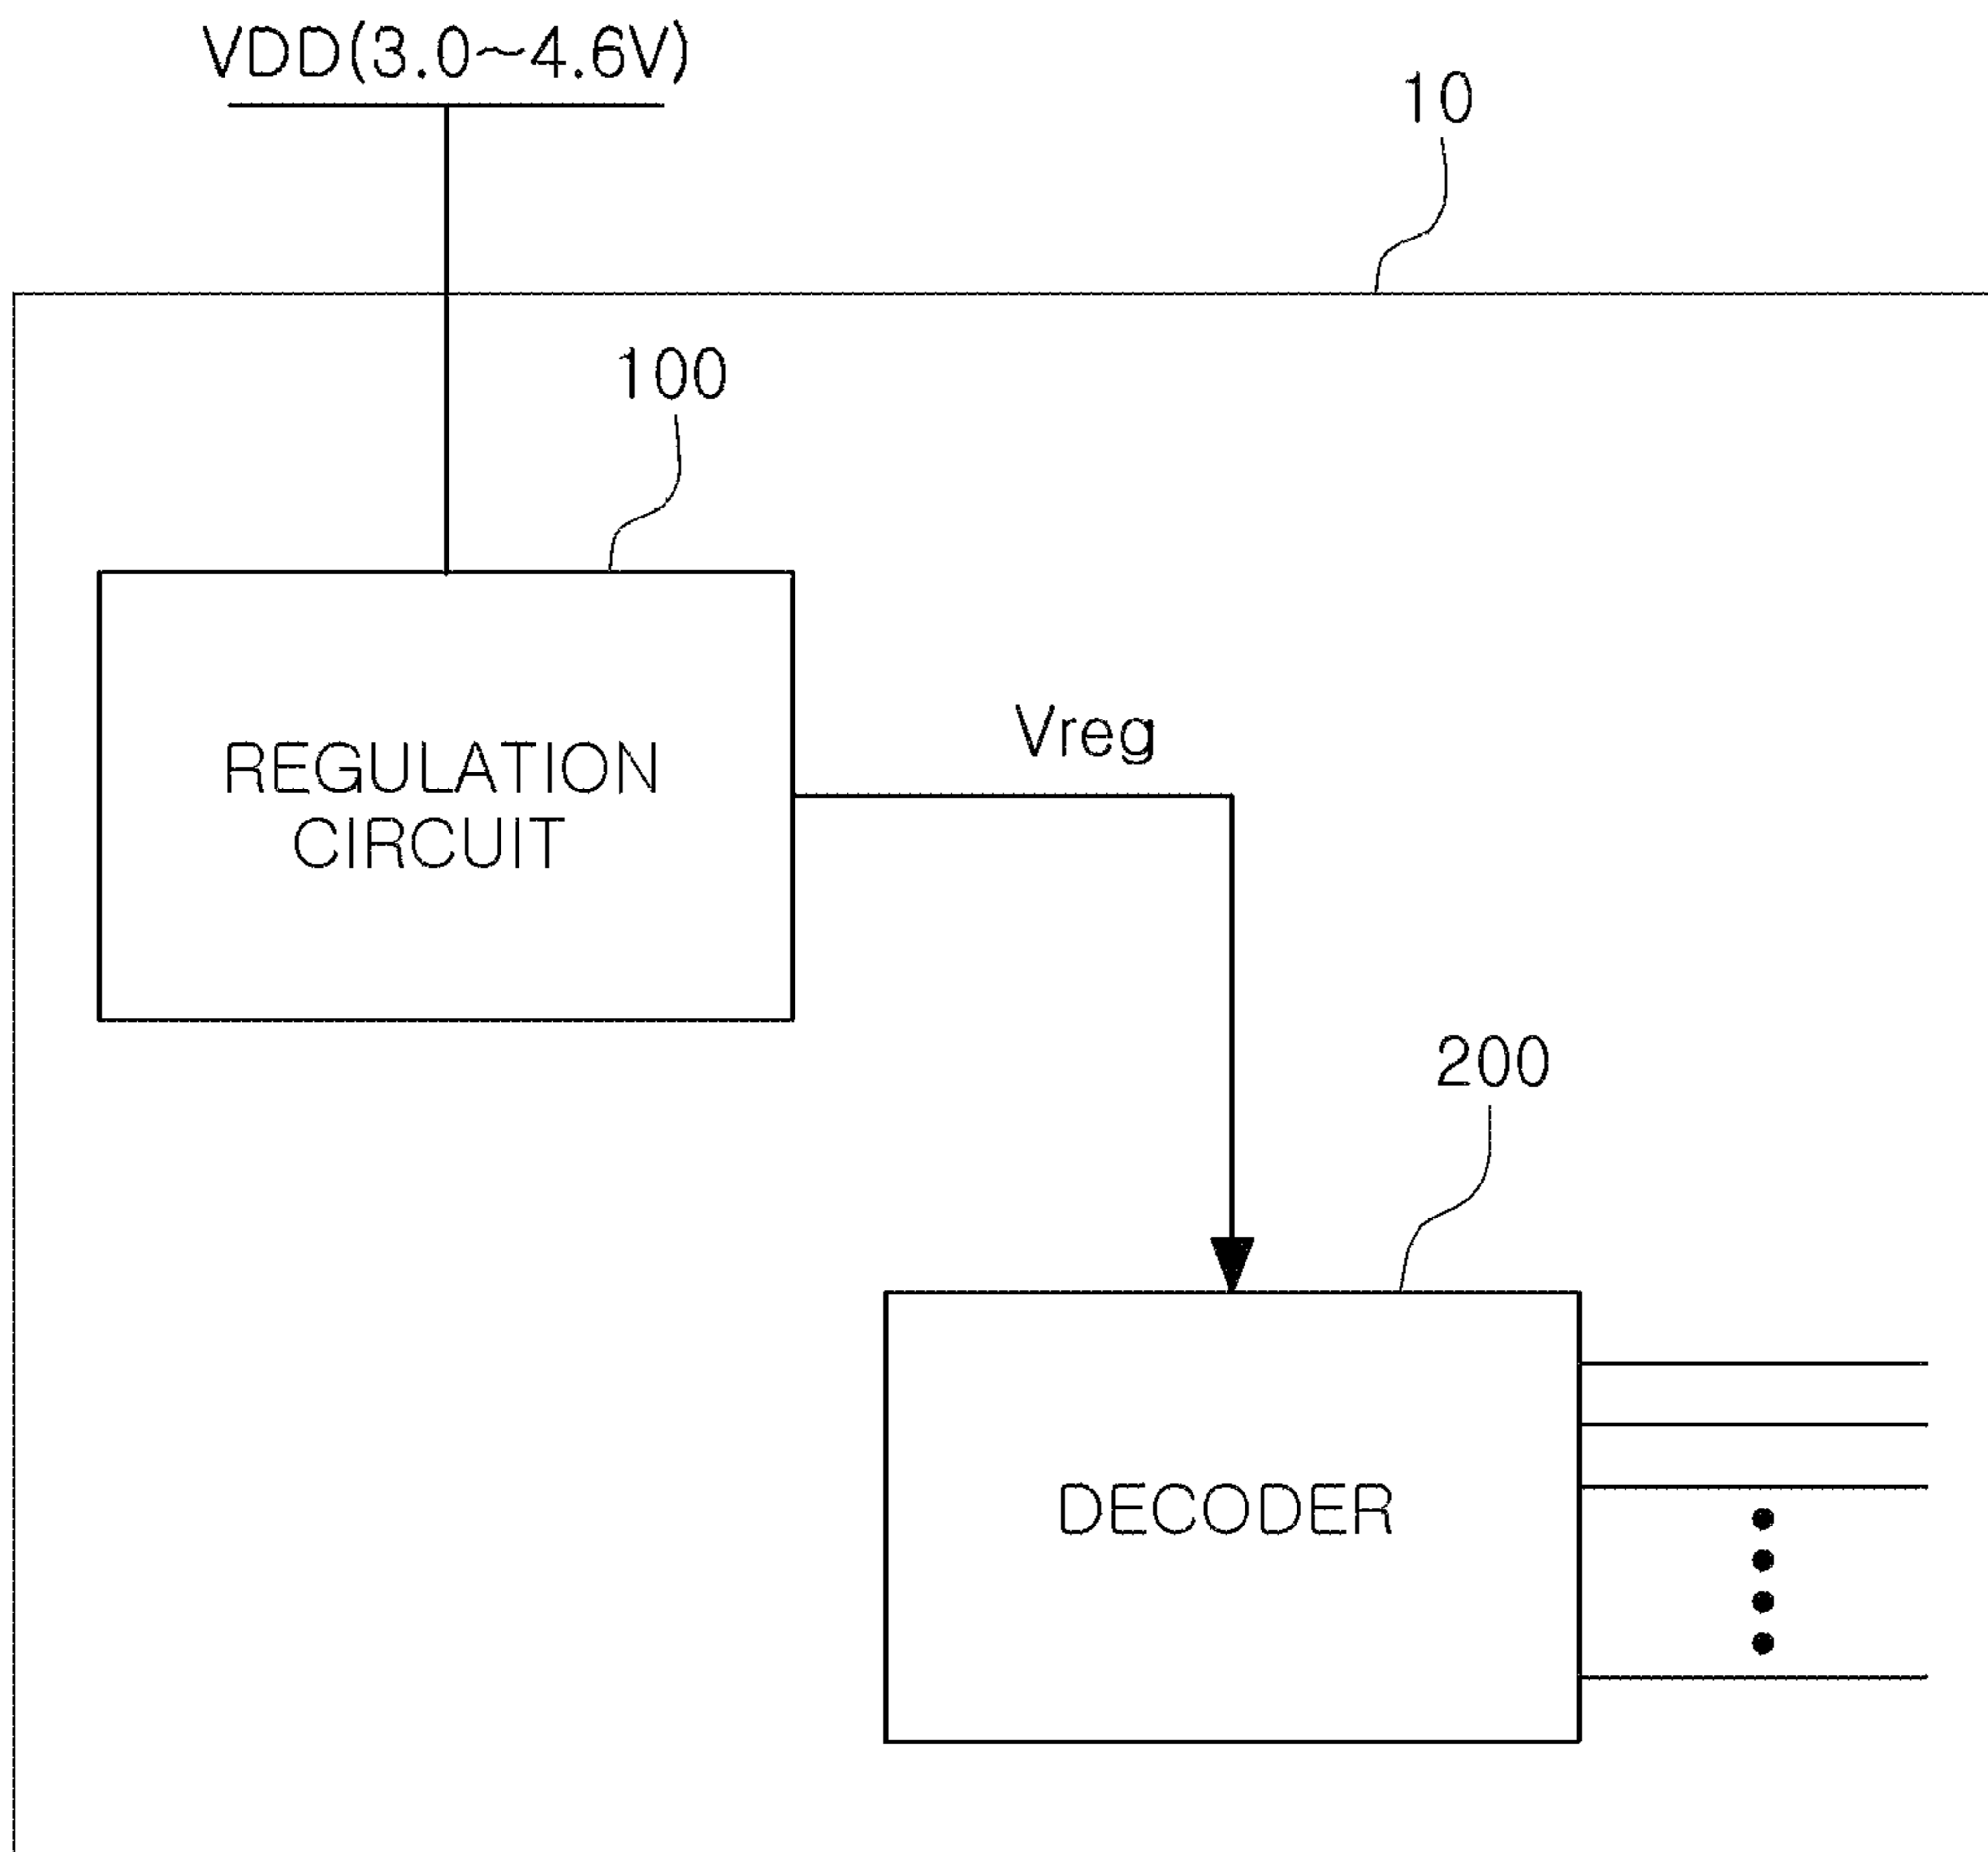 VDD(3.0~4.6V)
10
100
REGULATION
CIRCUIT
Vreg
200
DECODER